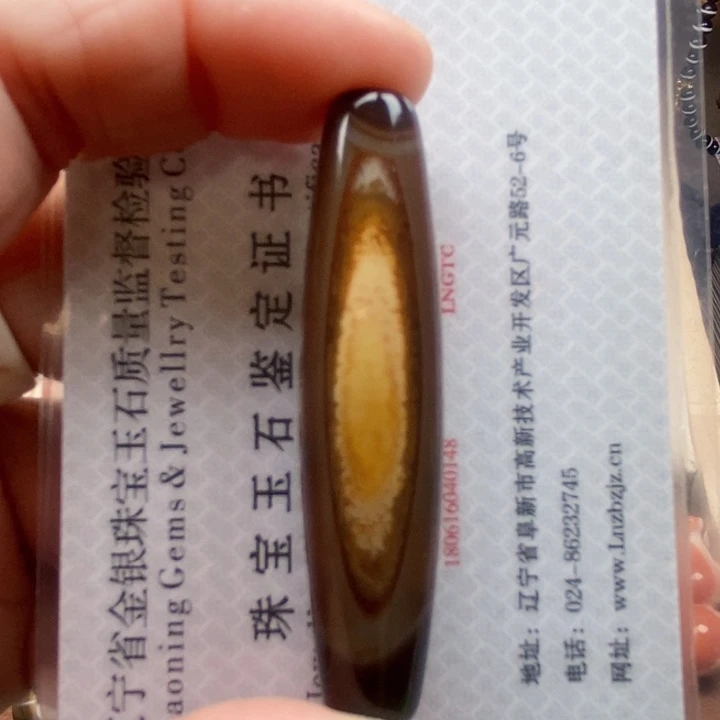 宁省金银珠宝玉石质量监督检验
aoning Gems & Jewellry Testing C
珠宝玉石鉴定证书
180616040148
LNGTC
地址：辽宁省阜新市高新技术产业开发区广元路52-6号
电话：024-86232745
网址：www.Lnzbzjz.cn